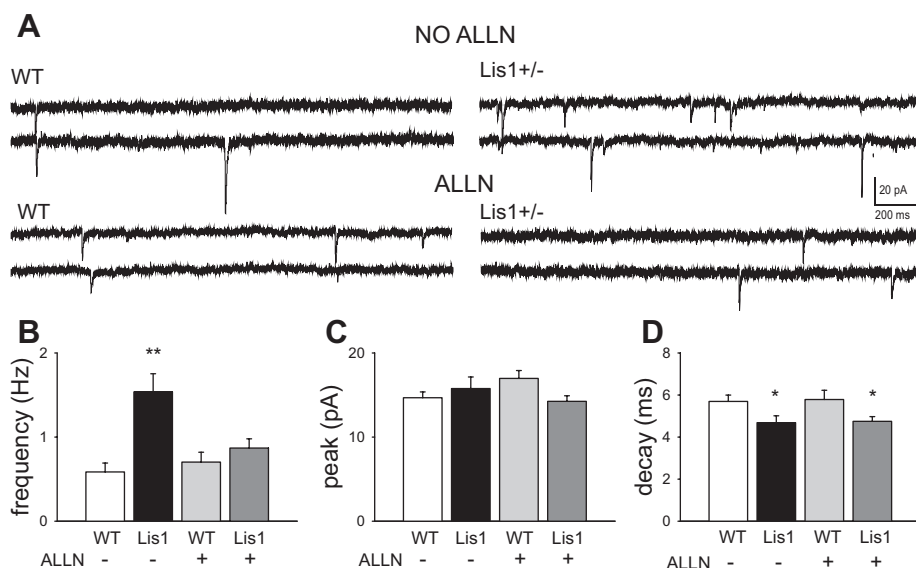 A
NO ALLN
WT
Lis1+/-
20 pA
200 ms
ALLN
WT
Lis1+/-
B
frequency (Hz)
2
1
0
**
WT Lis1 WT Lis1
ALLN - - + +
C
peak (pA)
20
10
0
WT Lis1 WT Lis1
- - + +
D
decay (ms)
8
6
4
2
0
* *
WT Lis1 WT Lis1
ALLN - - + +